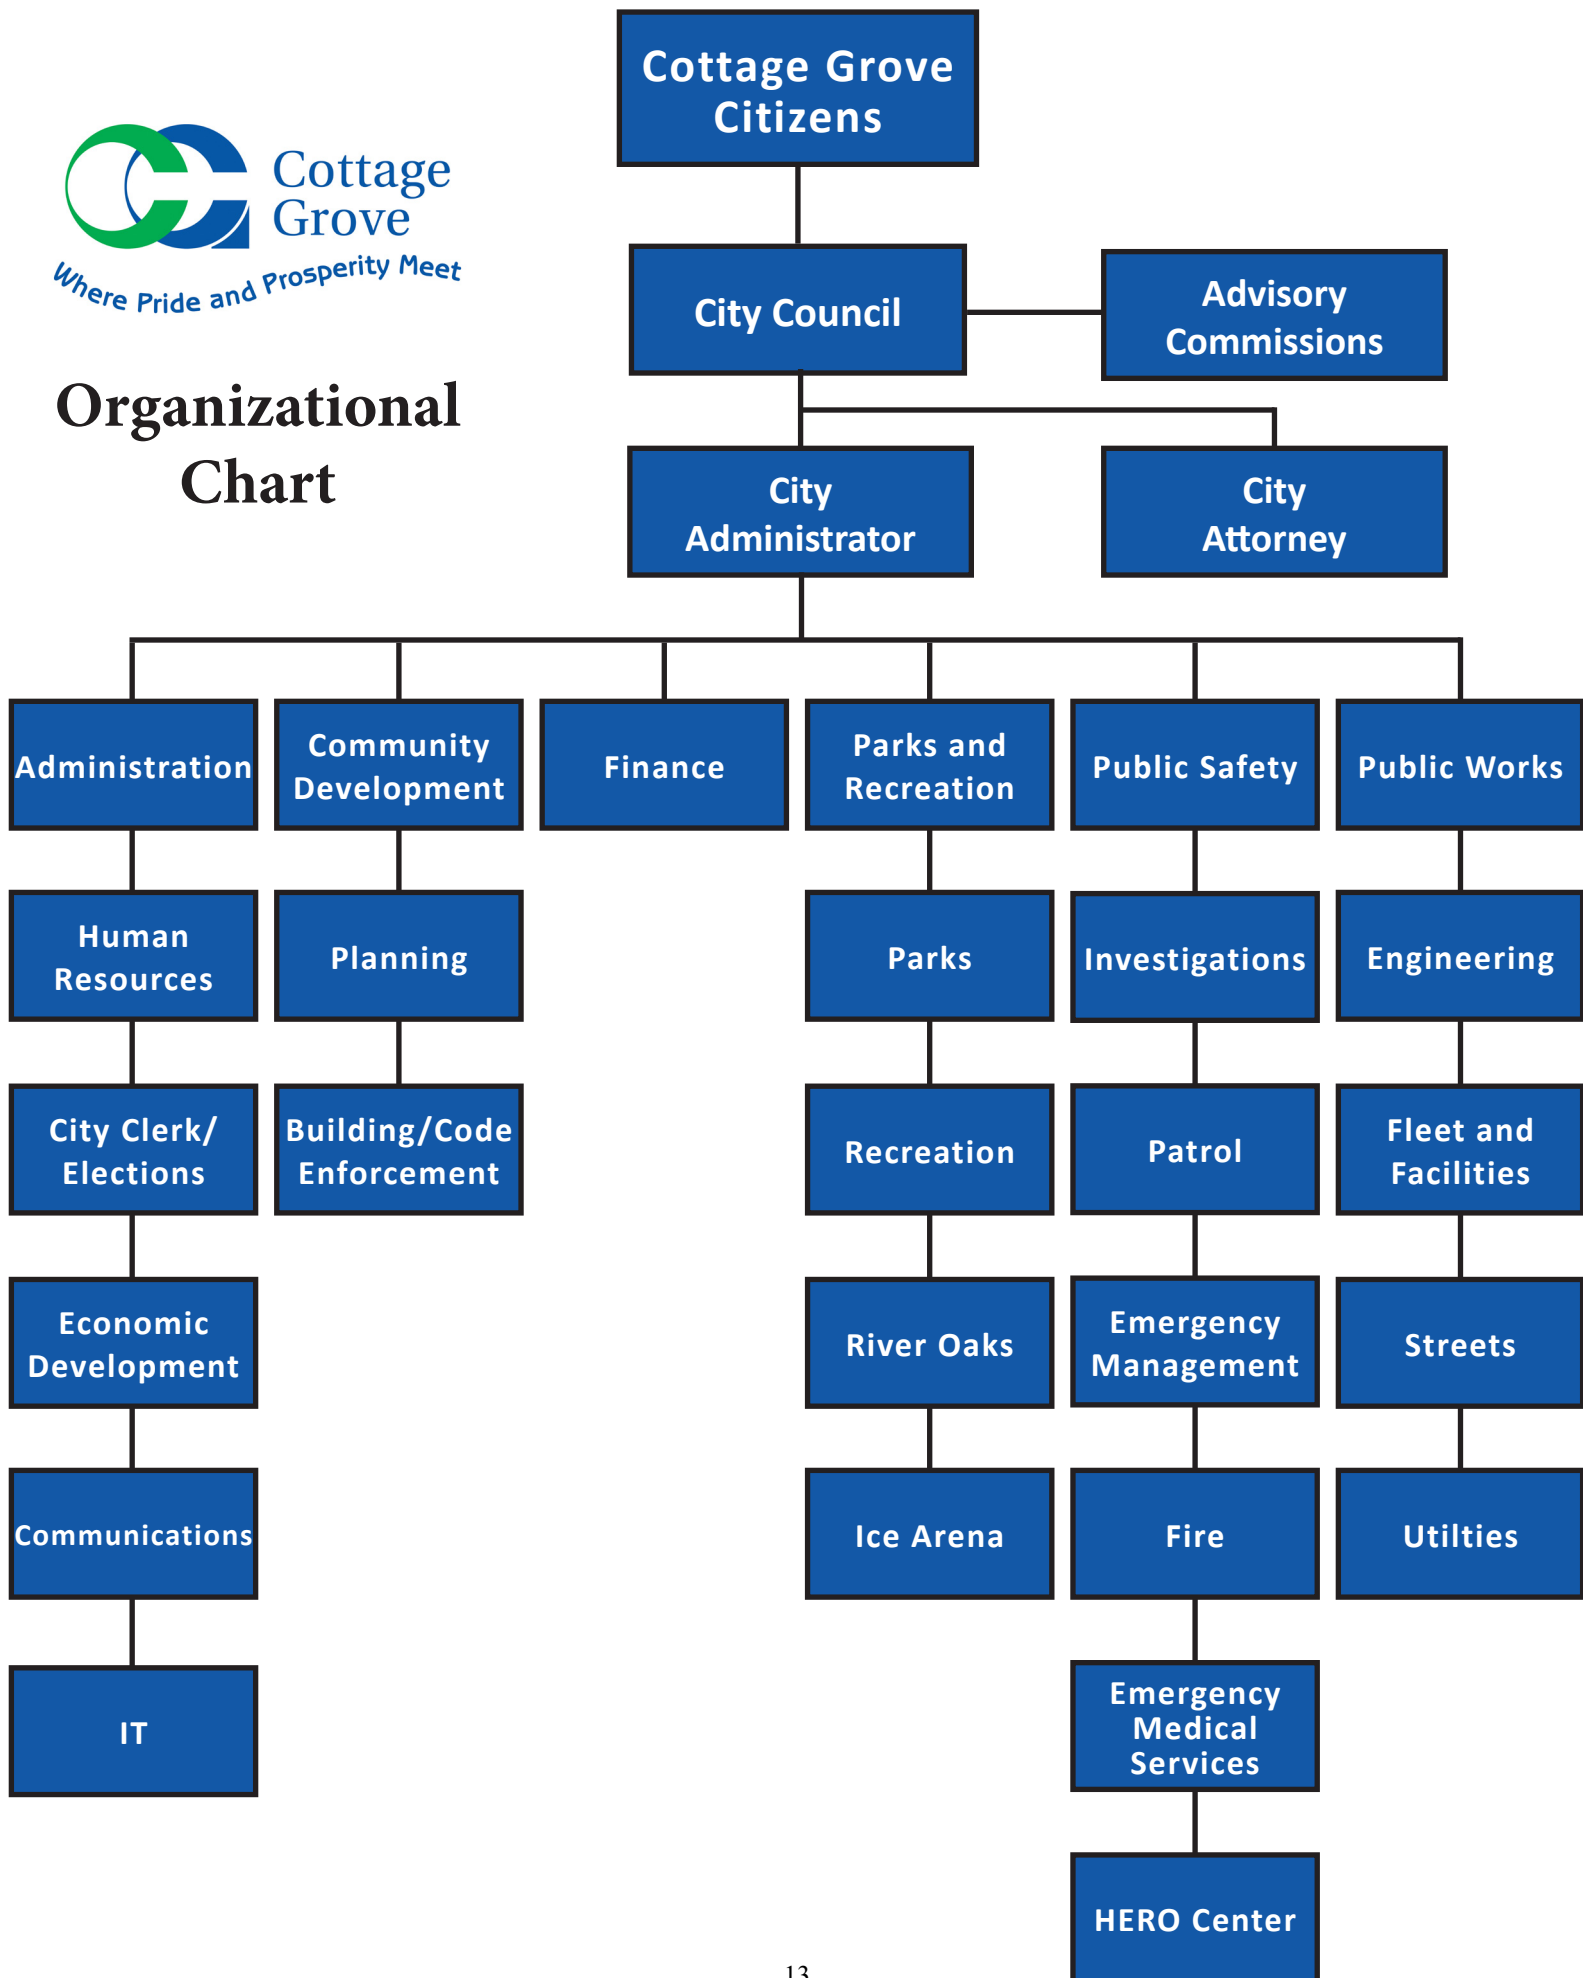 Cottage Grove
Citizens
Cottage
Grove
Where Pride and Prosperity Meet
City Council
Advisory
Commissions
Organizational
Chart
City
Administrator
City
Attorney
Administration
Community
Development
Finance
Parks and
Recreation
Public Safety
Public Works
Human
Resources
Planning
Parks
Investigations
Engineering
City Clerk/
Elections
Building/Code
Enforcement
Recreation
Patrol
Fleet and
Facilities
Economic
Development
River Oaks
Emergency
Management
Streets
Communications
Ice Arena
Fire
Utilties
IT
Emergency
Medical
Services
HERO Center
13